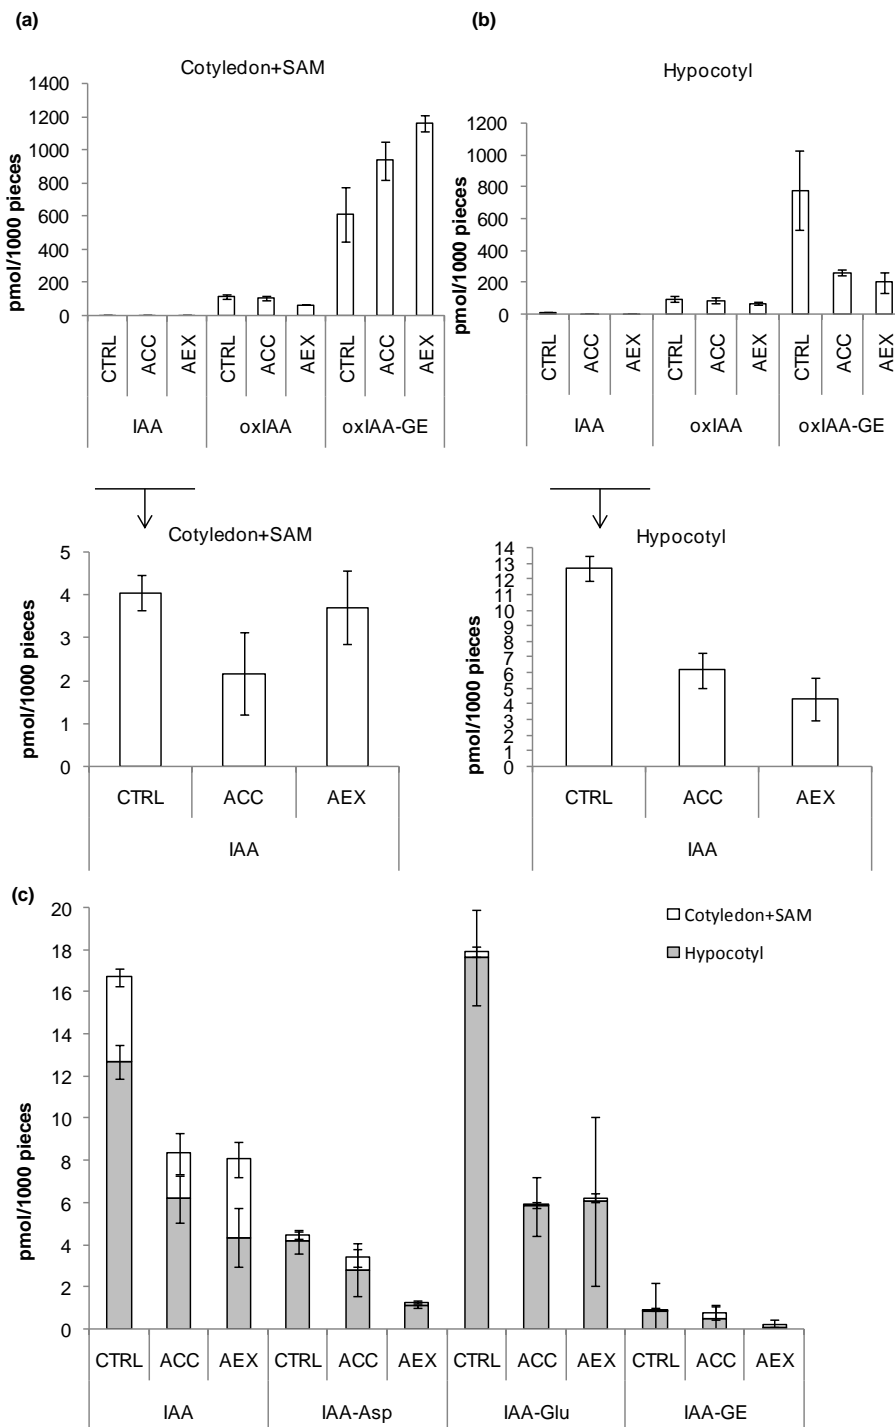 (a)
Cotyledon+SAM
pmol/1000 pieces
1400
1200
1000
800
600
400
200
0
CTRL ACC AEX CTRL ACC AEX CTRL ACC AEX
IAA oxIAA oxIAA-GE
(b)
Hypocotyl
pmol/1000 pieces
1200
1000
800
600
400
200
0
CTRL ACC AEX CTRL ACC AEX CTRL ACC AEX
IAA oxIAA oxIAA-GE
Cotyledon+SAM
pmol/1000 pieces
5
4
3
2
1
0
CTRL ACC AEX
IAA
Hypocotyl
pmol/1000 pieces
14
13
12
11
10
9
8
7
6
5
4
3
2
1
0
CTRL ACC AEX
IAA
(c)
pmol/1000 pieces
20
18
16
14
12
10
8
6
4
2
0
Cotyledon+SAM
Hypocotyl
CTRL ACC AEX CTRL ACC AEX CTRL ACC AEX CTRL ACC AEX
IAA IAA-Asp IAA-Glu IAA-GE